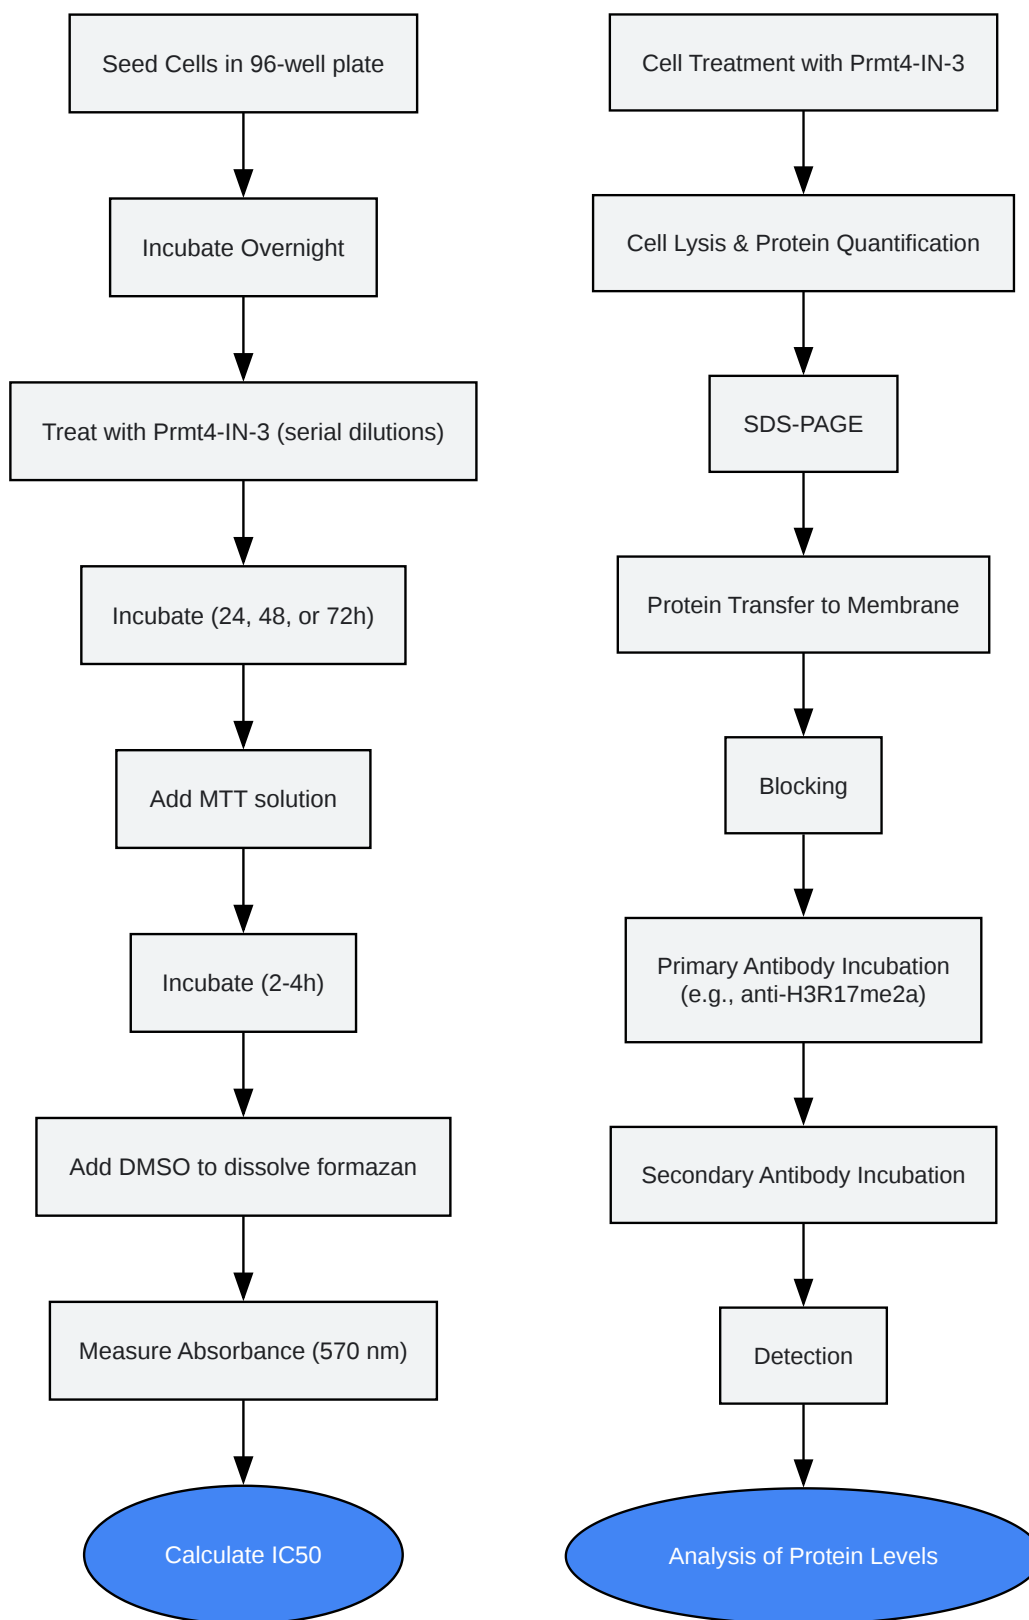 Seed Cells in 96-well plate
Incubate Overnight
Treat with Prmt4-IN-3 (serial dilutions)
Incubate (24, 48, or 72h)
Add MTT solution
Incubate (2-4h)
Add DMSO to dissolve formazan
Measure Absorbance (570 nm)
Calculate IC50
Cell Treatment with Prmt4-IN-3
Cell Lysis & Protein Quantification
SDS-PAGE
Protein Transfer to Membrane
Blocking
Primary Antibody Incubation
(e.g., anti-H3R17me2a)
Secondary Antibody Incubation
Detection
Analysis of Protein Levels